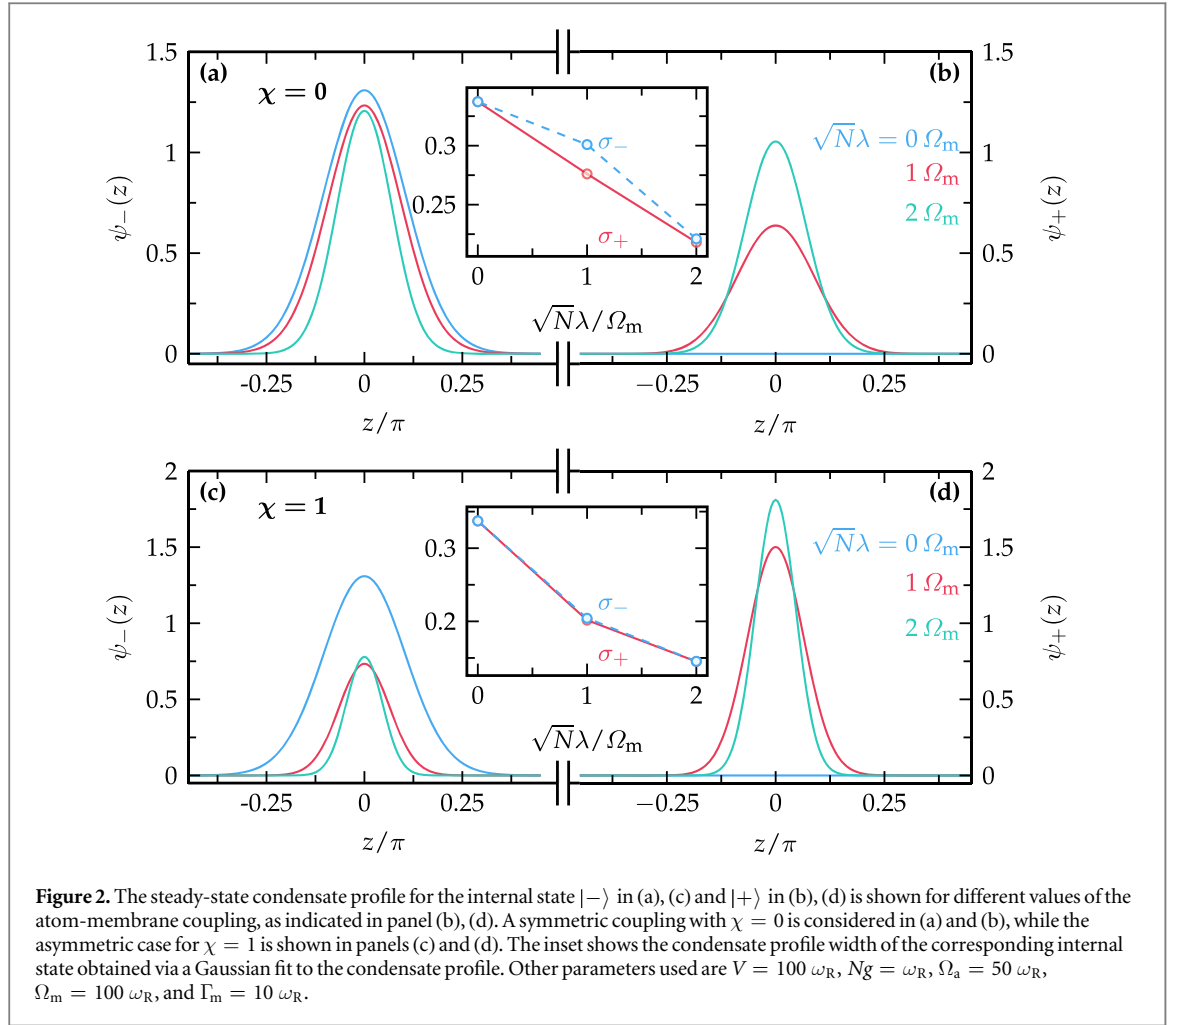 1.5
1
0.5
0
ψ₋(z)
(a)
χ = 0
-0.25 0 0.25
z/π
0.3
0.25
σ₋
σ₊
0 1 2
√Nλ/Ωm
(b)
√Nλ = 0 Ωm
1 Ωm
2 Ωm
1.5
1
0.5
0
ψ₊(z)
−0.25 0 0.25
z/π
2
1.5
1
0.5
0
ψ₋(z)
(c)
χ = 1
-0.25 0 0.25
z/π
0.3
0.2
σ₋
σ₊
0 1 2
√Nλ/Ωm
(d)
√Nλ = 0 Ωm
1 Ωm
2 Ωm
2
1.5
1
0.5
0
ψ₊(z)
−0.25 0 0.25
z/π
Figure 2. The steady-state condensate profile for the internal state |−⟩ in (a), (c) and |+⟩ in (b), (d) is shown for different values of the
atom-membrane coupling, as indicated in panel (b), (d). A symmetric coupling with χ = 0 is considered in (a) and (b), while the
asymmetric case for χ = 1 is shown in panels (c) and (d). The inset shows the condensate profile width of the corresponding internal
state obtained via a Gaussian fit to the condensate profile. Other parameters used are V = 100 ωR, Ng = ωR, Ωa = 50 ωR,
Ωm = 100 ωR, and Γm = 10 ωR.